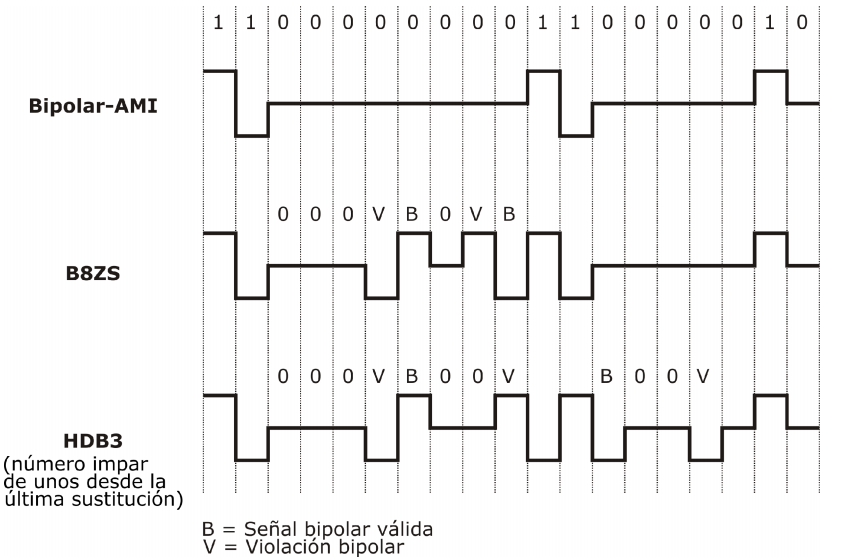 1 1 0 0 0 0 0 0 0 0 1 1 0 0 0 0 0 1 0
Bipolar-AMI
0 0 0 V B 0 V B
B8ZS
0 0 0 V B 0 0 V B 0 0 V
HDB3
(número impar
de unos desde la
última sustitución)
B = Señal bipolar válida
V = Violación bipolar